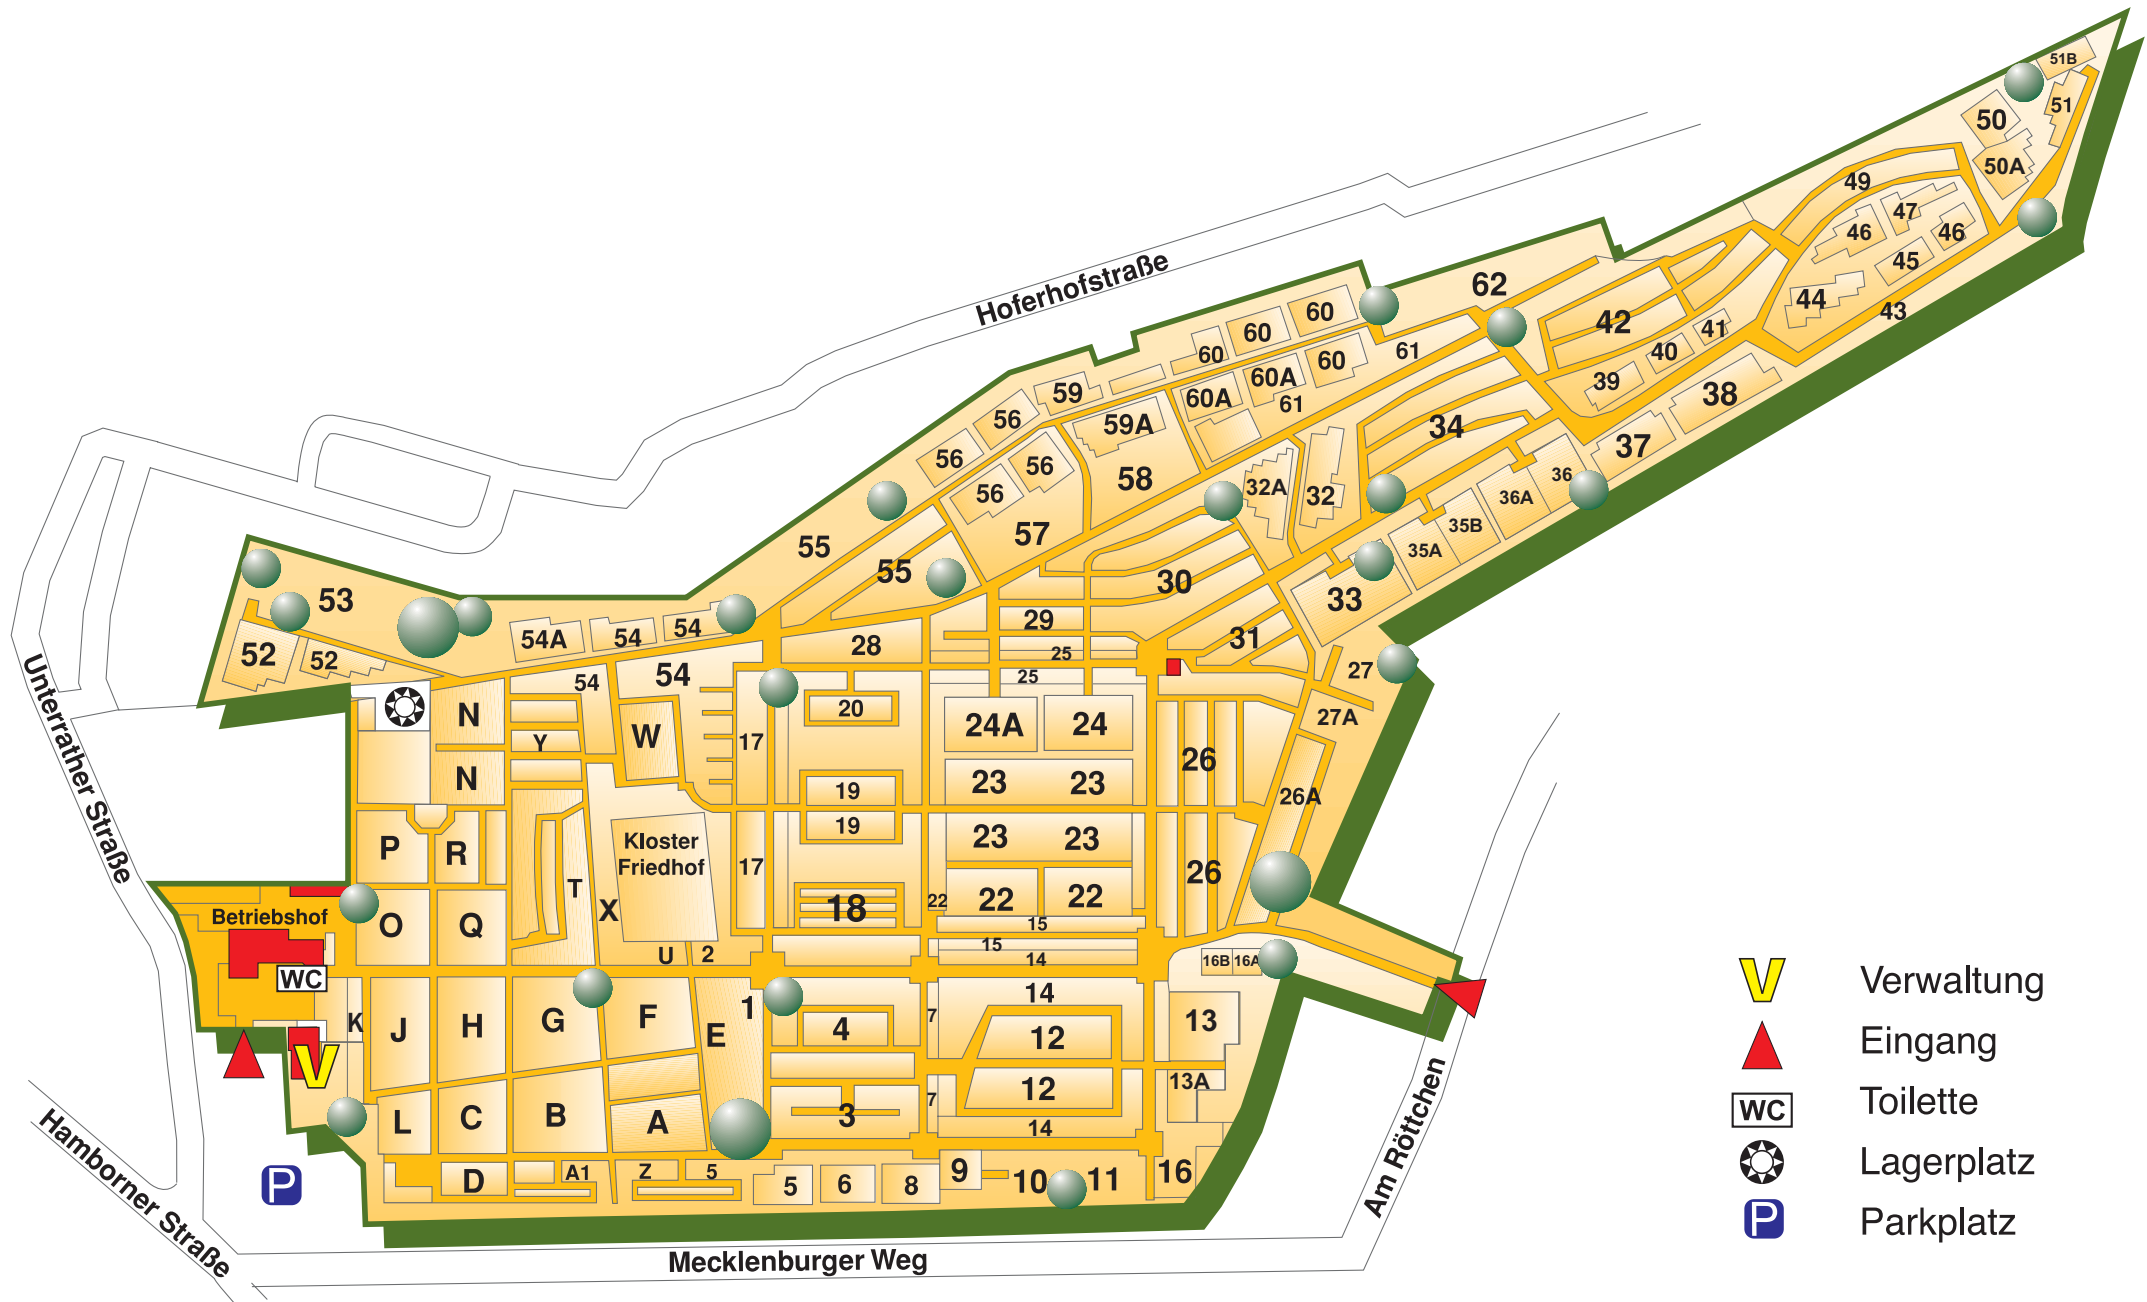 51B
51
50
50A
49
47
46
46
45
44
43
Hoferhofstraße
62
60
60
60
42
41
40
39
38
61
60
60A
60A
61
59
59A
56
56
56
56
58
57
34
37
36
36A
35B
35A
32A
32
33
55
55
30
31
29
28
25
25
27
27A
53
52
52
54A
54
54
54
54
Unterrather Straße
N
N
Y
W
17
20
24A
24
26
26A
19
23
23
19
23
23
P
R
T
X
Kloster
Friedhof
17
18
22
22
22
26
15
15
14
Betriebshof
WC
O
Q
U
2
16B
16A
K
J
H
G
F
E
1
4
7
14
12
13
V
L
C
B
A
3
7
12
14
13A
D
A1
Z
5
5
6
8
9
10
11
16
P
Hamborner Straße
Mecklenburger Weg
Am Röttchen
V Verwaltung
Eingang
WC Toilette
Lagerplatz
P Parkplatz